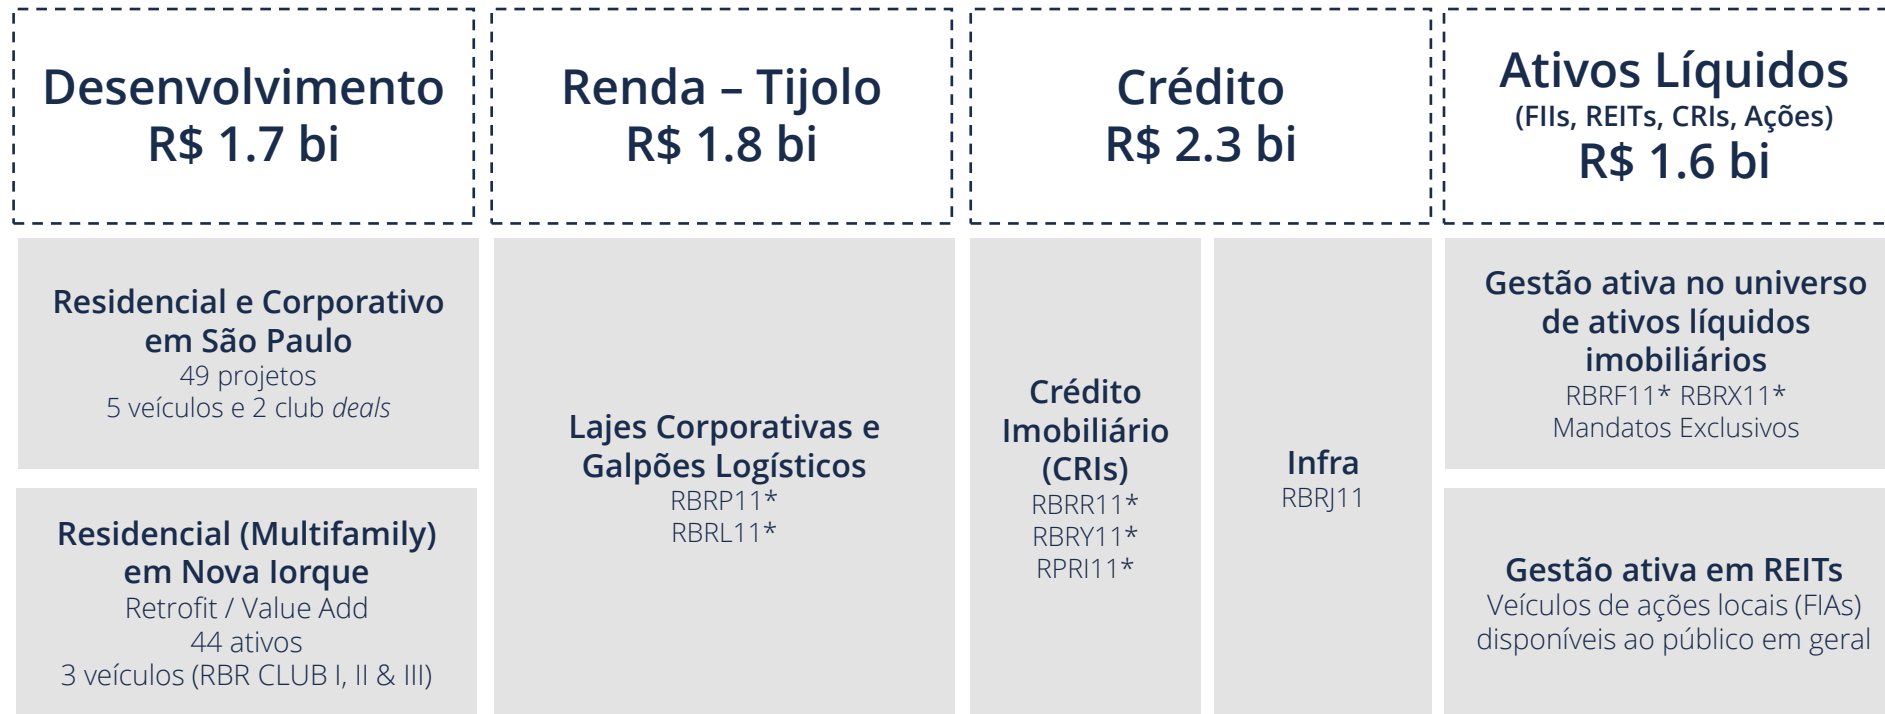 Desenvolvimento
R$ 1.7 bi
Renda – Tijolo
R$ 1.8 bi
Crédito
R$ 2.3 bi
Ativos Líquidos
(FIIs, REITs, CRIs, Ações)
R$ 1.6 bi
Residencial e Corporativo
em São Paulo
49 projetos
5 veículos e 2 club deals
Residencial (Multifamily)
em Nova Iorque
Retrofit / Value Add
44 ativos
3 veículos (RBR CLUB I, II & III)
Lajes Corporativas e
Galpões Logísticos
RBRP11*
RBRL11*
Crédito
Imobiliário
(CRIs)
RBRR11*
RBRY11*
RPRI11*
Infra
RBRJ11
Gestão ativa no universo
de ativos líquidos
imobiliários
RBRF11* RBRX11*
Mandatos Exclusivos
Gestão ativa em REITs
Veículos de ações locais (FIAs)
disponíveis ao público em geral